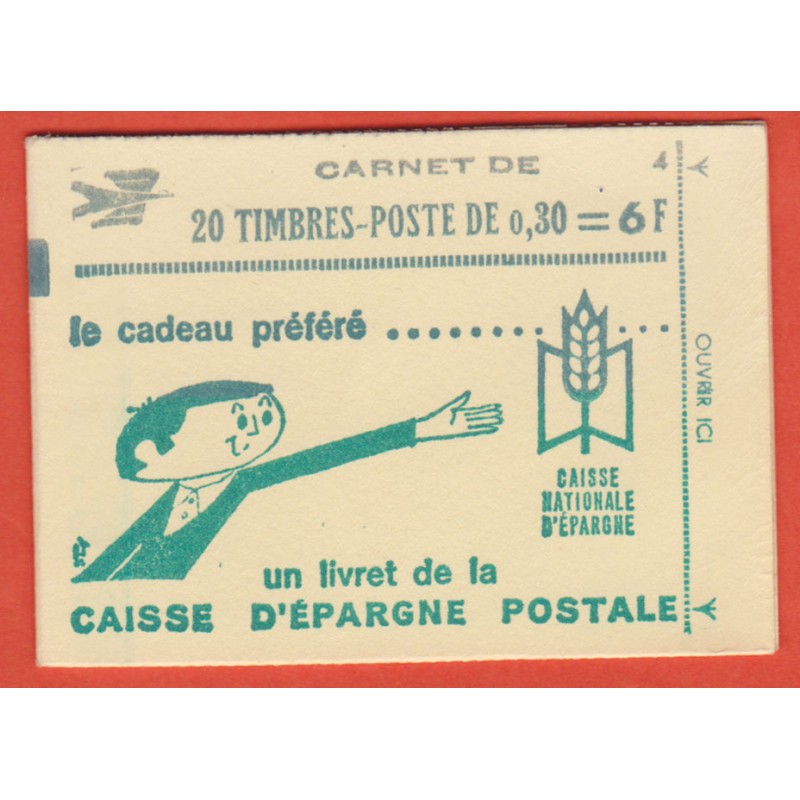 CARNET DE 4
20 TIMBRES-POSTE DE 0,30 = 6 F
le cadeau préféré ............
CAISSE
NATIONALE
D'ÉPARGNE
un livret de la
CAISSE D'ÉPARGNE POSTALE
OUVRIR ICI